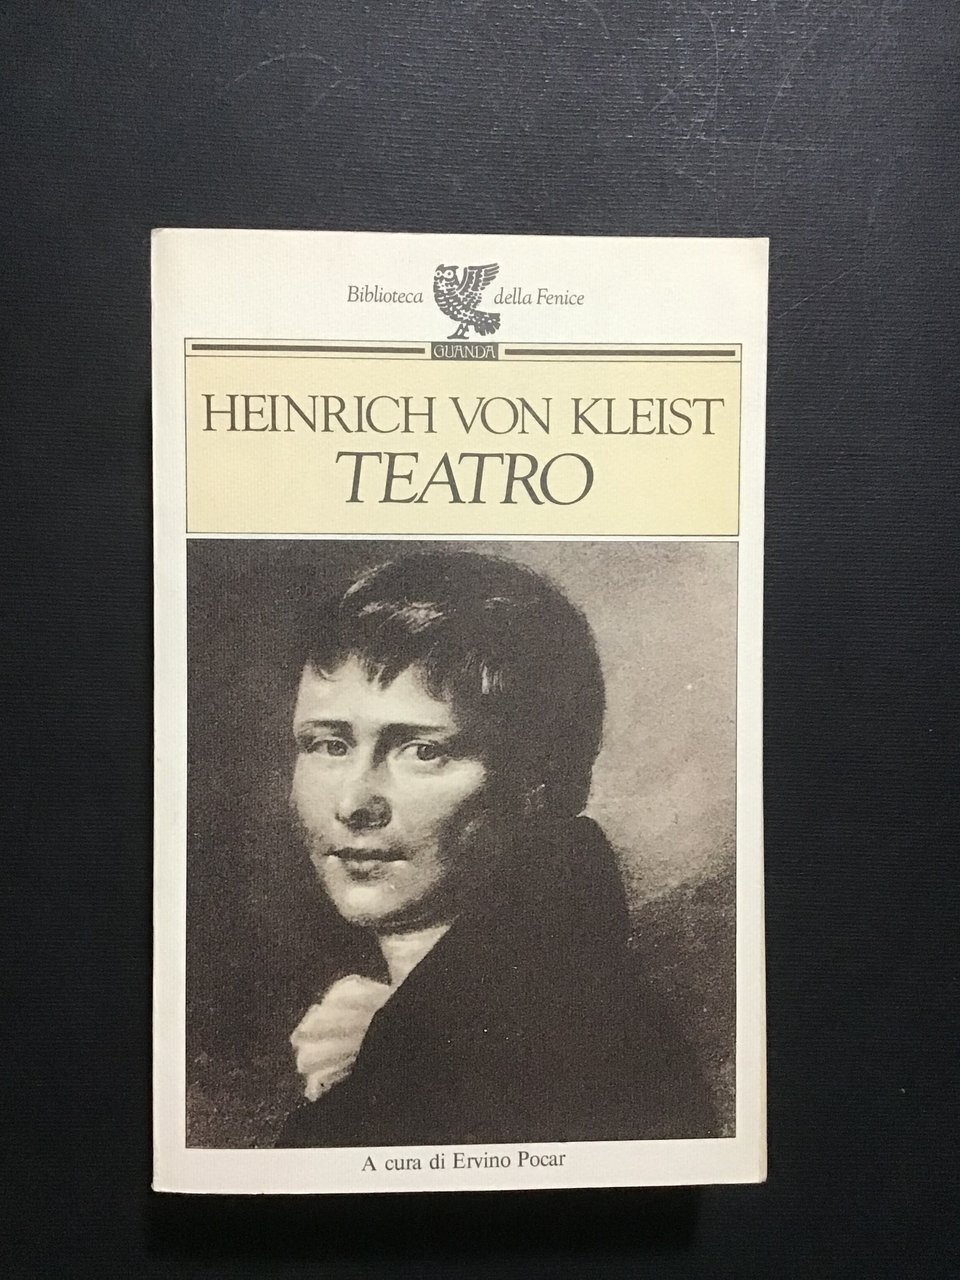 Biblioteca della Fenice
GUANDA
HEINRICH VON KLEIST
TEATRO
A cura di Ervino Pocar